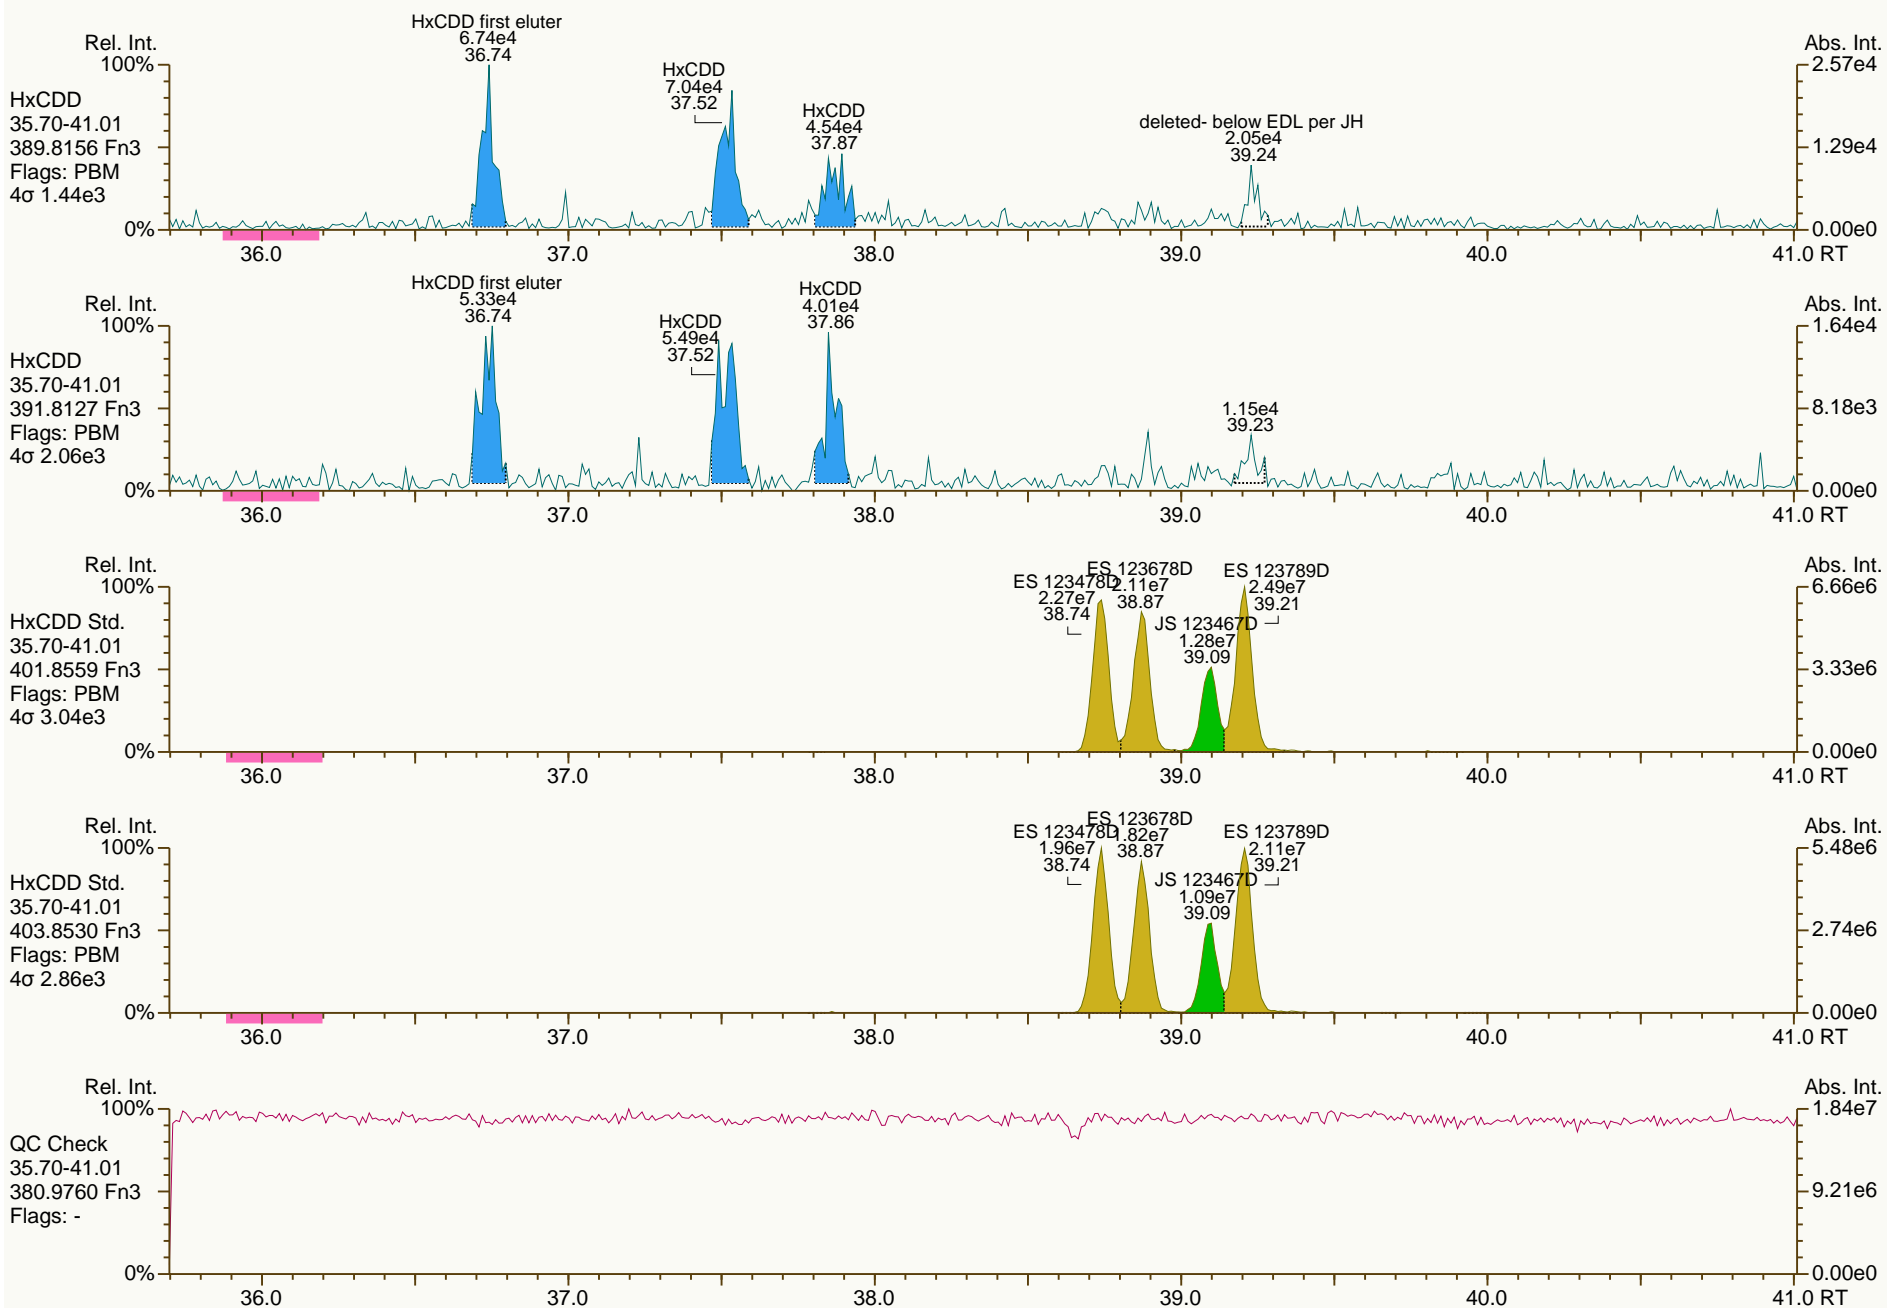 HxCDD first eluter
6.74e4
36.74
Rel. Int.
Abs. Int.
100%
2.57e4
HxCDD
7.04e4
37.52
HxCDD
4.54e4
37.87
deleted- below EDL per JH
2.05e4
39.24
HxCDD
35.70-41.01
389.8156 Fn3
Flags: PBM
4σ 1.44e3
1.29e4
0%
0.00e0
36.0 37.0 38.0 39.0 40.0 41.0 RT
HxCDD first eluter
5.33e4
36.74
Rel. Int.
Abs. Int.
100%
1.64e4
HxCDD
5.49e4
37.52
HxCDD
4.01e4
37.86
1.15e4
39.23
HxCDD
35.70-41.01
391.8127 Fn3
Flags: PBM
4σ 2.06e3
8.18e3
0%
0.00e0
36.0 37.0 38.0 39.0 40.0 41.0 RT
Rel. Int.
Abs. Int.
100%
6.66e6
ES 123478D
2.27e7
38.74
ES 123678D
2.11e7
38.87
JS 123467D
1.28e7
39.09
ES 123789D
2.49e7
39.21
HxCDD Std.
35.70-41.01
401.8559 Fn3
Flags: PBM
4σ 3.04e3
3.33e6
0%
0.00e0
36.0 37.0 38.0 39.0 40.0 41.0 RT
Rel. Int.
Abs. Int.
100%
5.48e6
ES 123478D
1.96e7
38.74
ES 123678D
1.82e7
38.87
JS 123467D
1.09e7
39.09
ES 123789D
2.11e7
39.21
HxCDD Std.
35.70-41.01
403.8530 Fn3
Flags: PBM
4σ 2.86e3
2.74e6
0%
0.00e0
36.0 37.0 38.0 39.0 40.0 41.0 RT
Rel. Int.
Abs. Int.
100%
1.84e7
QC Check
35.70-41.01
380.9760 Fn3
Flags: -
9.21e6
0%
0.00e0
36.0 37.0 38.0 39.0 40.0 41.0 RT